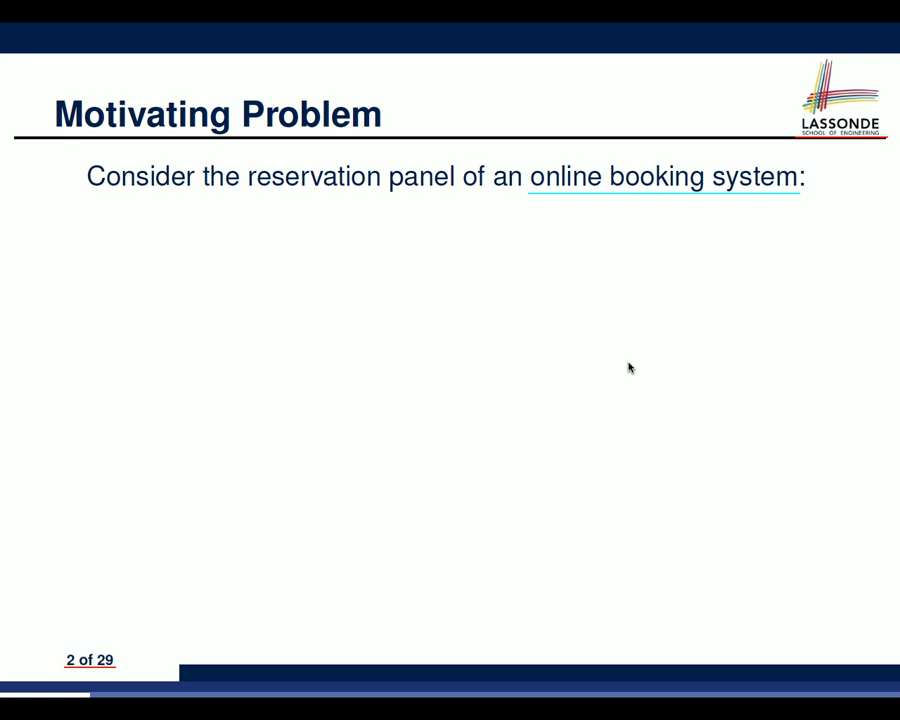 LASSONDE
SCHOOL OF ENGINEERING
Motivating Problem
Consider the reservation panel of an online booking system:
2 of 29